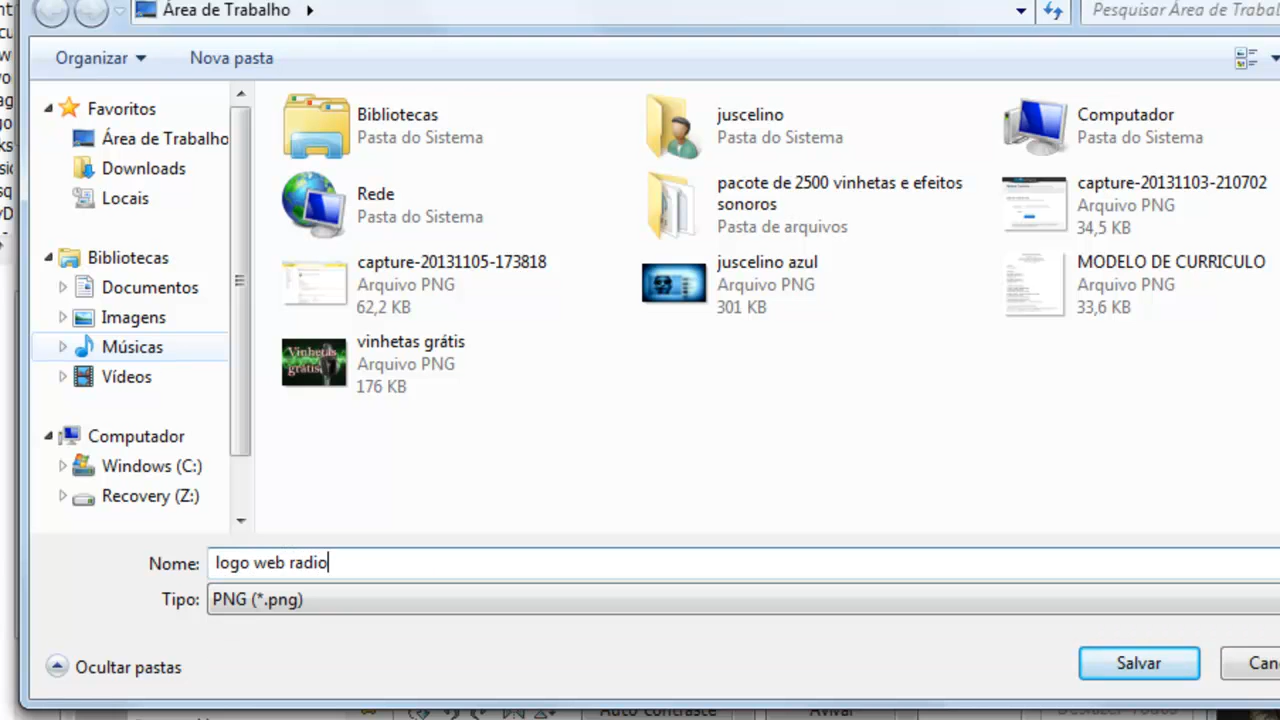 Área de Trabalho
Pesquisar Área de Trabal
Organizar
Nova pasta
Favoritos
Área de Trabalho
Downloads
Locais
Bibliotecas
Documentos
Imagens
Músicas
Vídeos
Computador
Windows (C:)
Recovery (Z:)
Bibliotecas
Pasta do Sistema
juscelino
Pasta do Sistema
Computador
Pasta do Sistema
Rede
Pasta do Sistema
pacote de 2500 vinhetas e efeitos
sonoros
Pasta de arquivos
capture-20131103-210702
Arquivo PNG
34,5 KB
capture-20131105-173818
Arquivo PNG
62,2 KB
juscelino azul
Arquivo PNG
301 KB
MODELO DE CURRICULO
Arquivo PNG
33,6 KB
Vinhetas
grátis
vinhetas grátis
Arquivo PNG
176 KB
Nome: logo web radio
Tipo: PNG (*.png)
Ocultar pastas
Salvar
Can
Auto contraste
Avivar